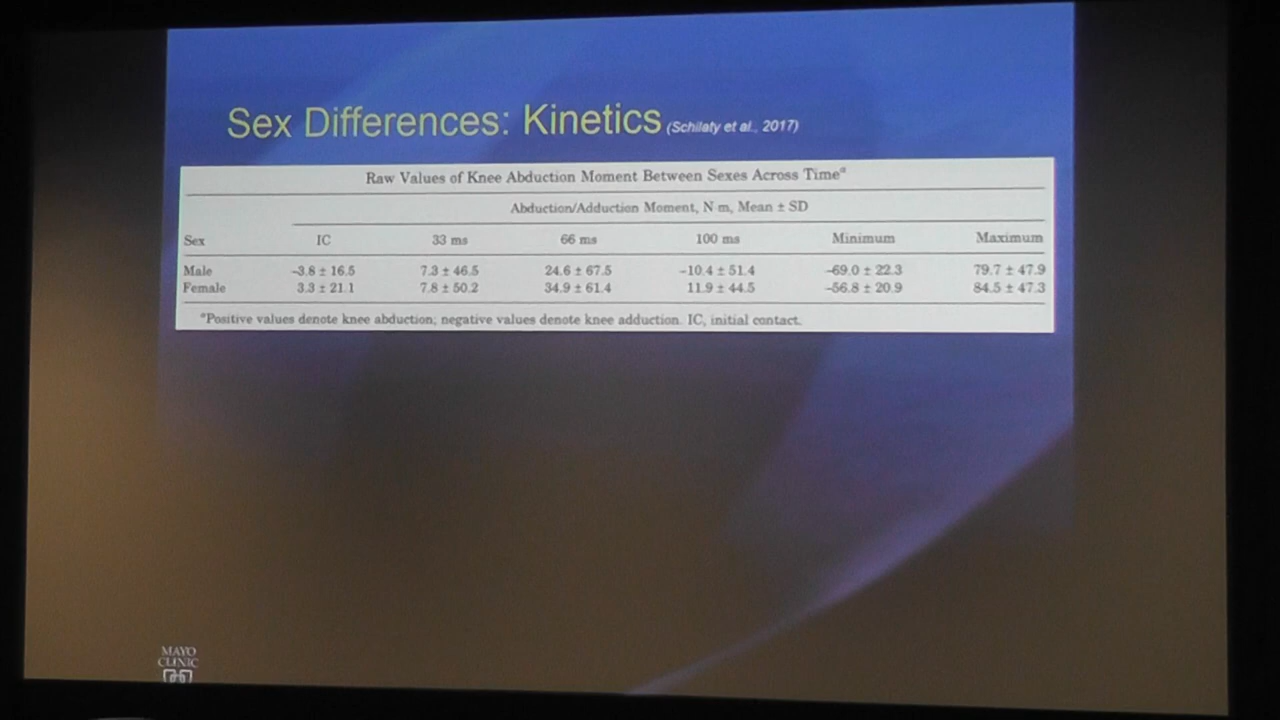 Sex Differences: Kinetics (Schilaty et al., 2017)
Raw Values of Knee Abduction Moment Between Sexes Across Timeᵃ
Abduction/Adduction Moment, N·m, Mean ± SD
Sex IC 33 ms 66 ms 100 ms Minimum Maximum
Male –3.8 ± 16.5 7.3 ± 46.5 24.6 ± 67.5 –10.4 ± 51.4 –69.0 ± 22.3 79.7 ± 47.9
Female 3.3 ± 21.1 7.8 ± 50.2 34.9 ± 61.4 11.9 ± 44.5 –56.8 ± 20.9 84.5 ± 47.3
ᵃPositive values denote knee abduction; negative values denote knee adduction. IC, initial contact.
MAYO
CLINIC